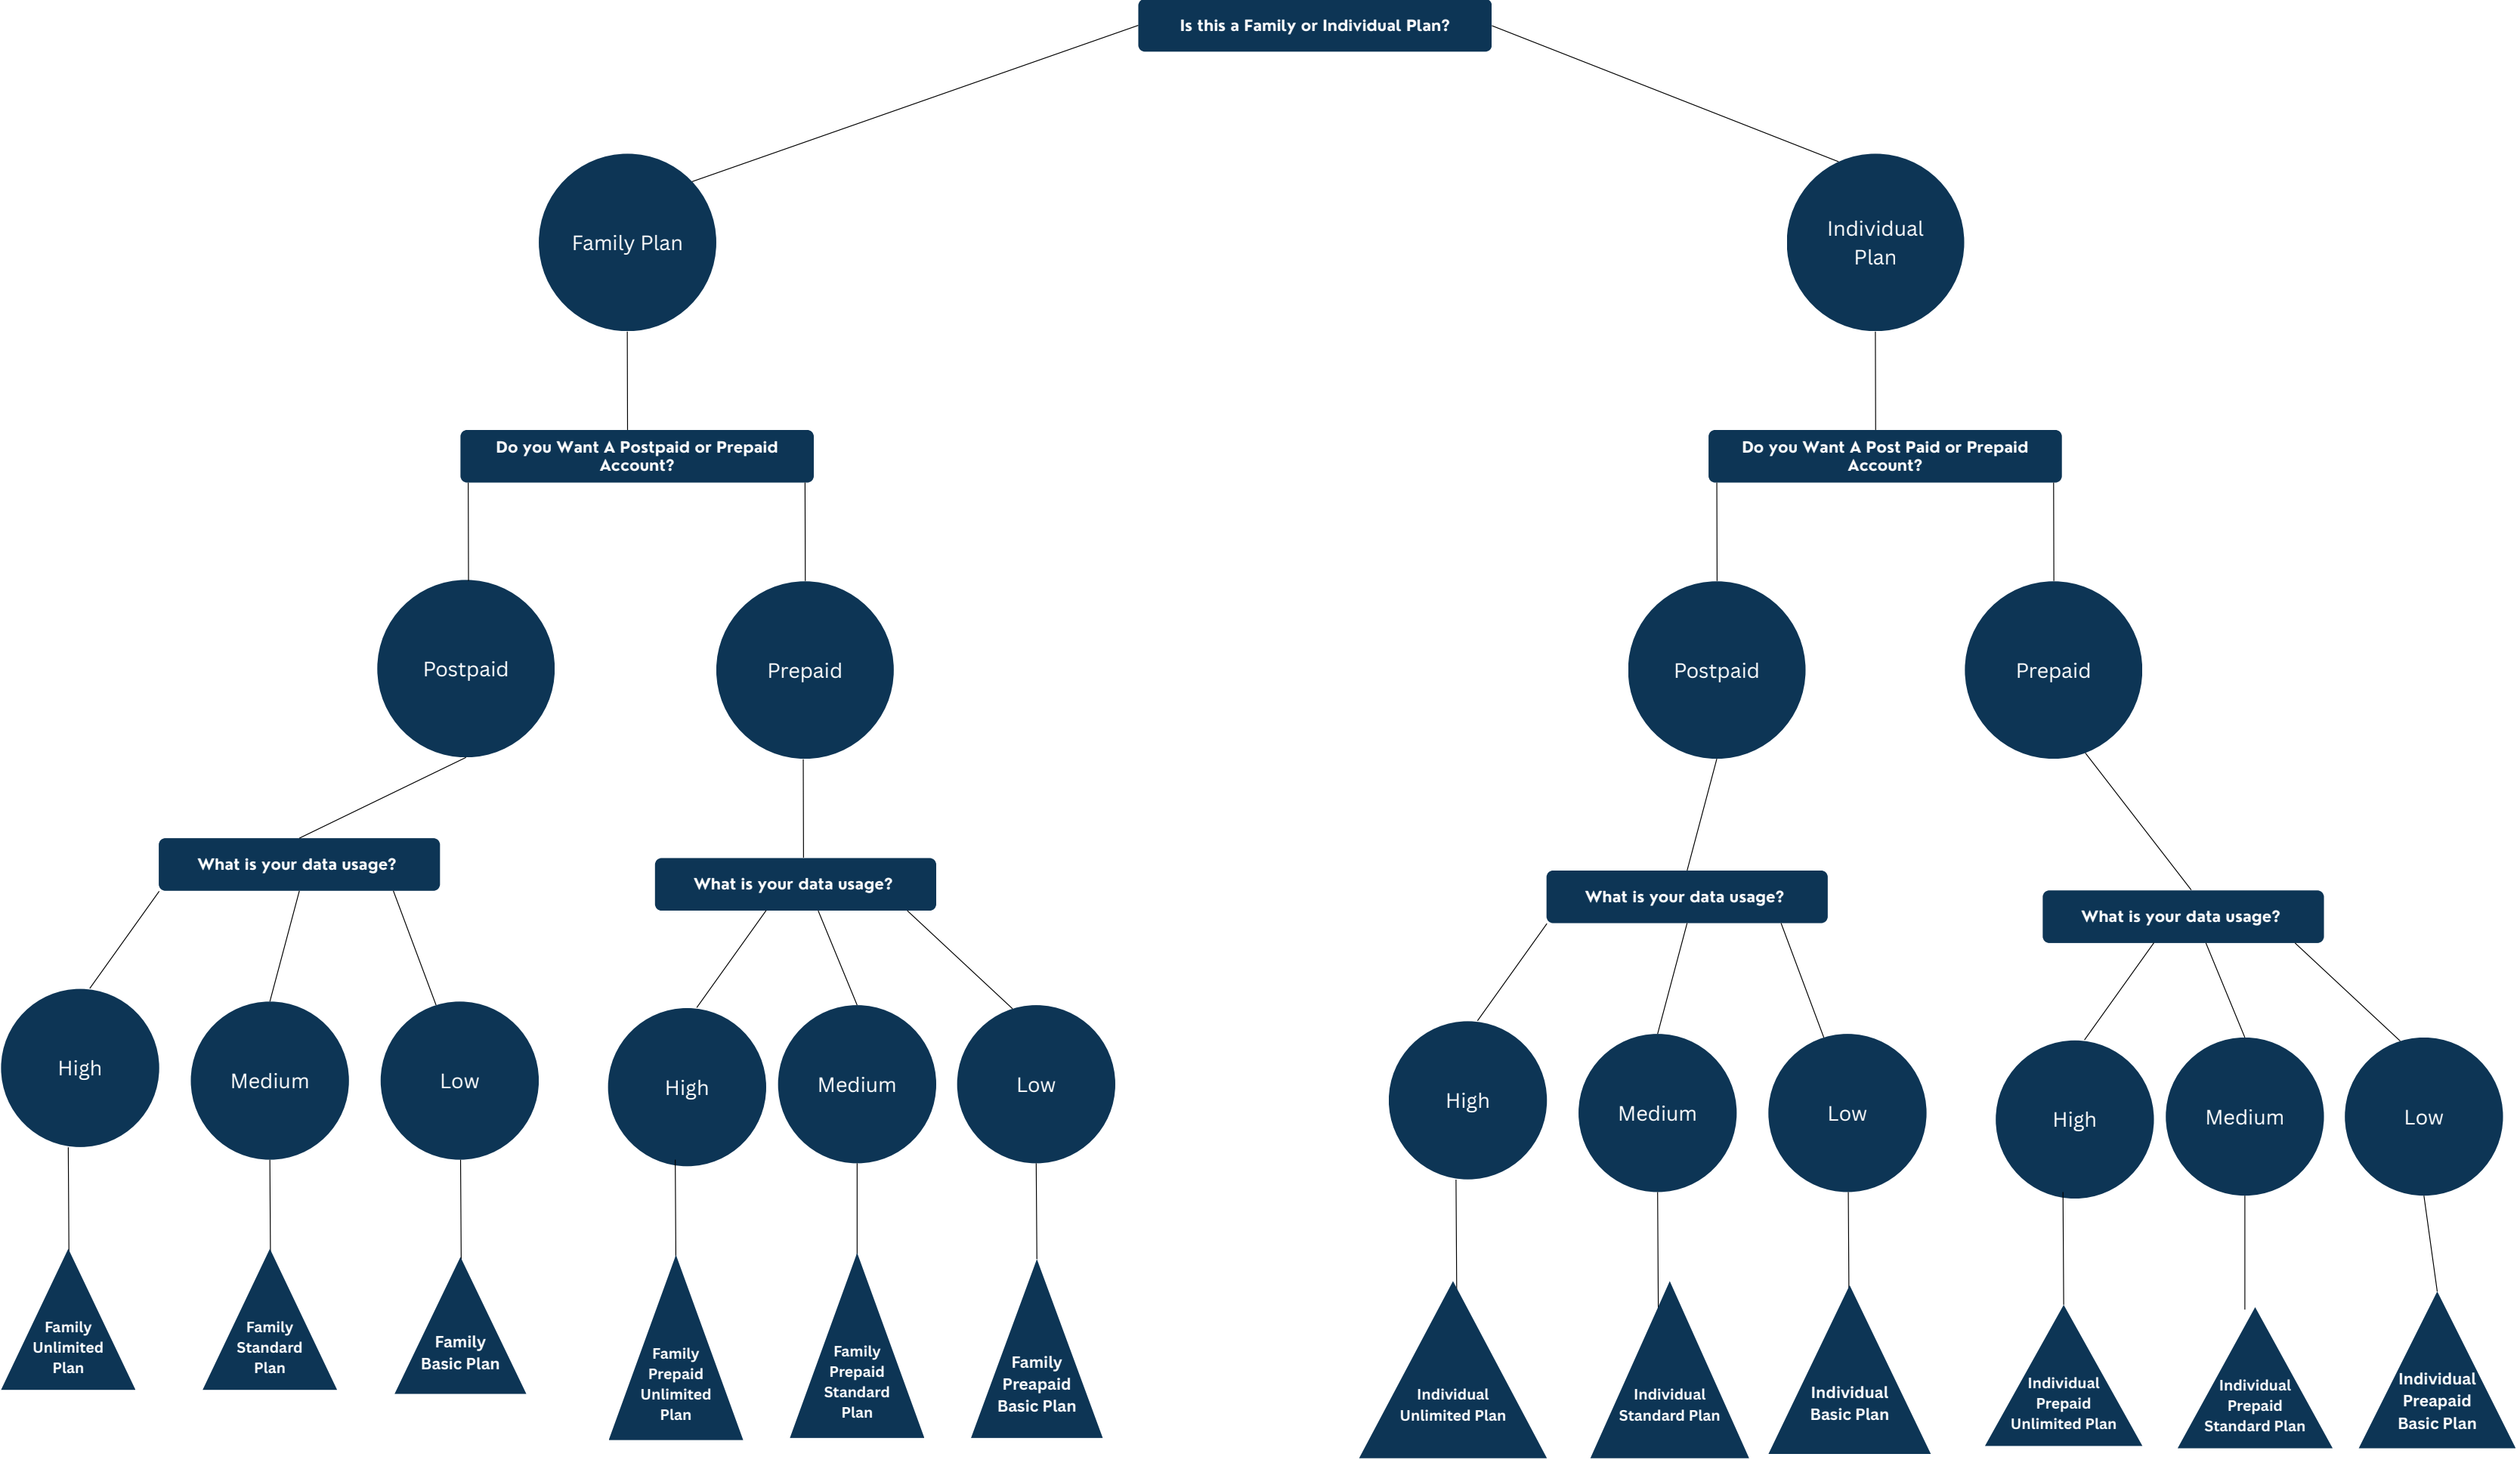 Is this a Family or Individual Plan?
Family Plan
Individual
Plan
Do you Want A Postpaid or Prepaid
Account?
Do you Want A Post Paid or Prepaid
Account?
Postpaid
Prepaid
Postpaid
Prepaid
What is your data usage?
What is your data usage?
What is your data usage?
What is your data usage?
High
Medium
Low
High
Medium
Low
High
Medium
Low
High
Medium
Low
Family
Unlimited
Plan
Family
Standard
Plan
Family
Basic Plan
Family
Prepaid
Unlimited
Plan
Family
Prepaid
Standard
Plan
Family
Preapaid
Basic Plan
Individual
Unlimited Plan
Individual
Standard Plan
Individual
Basic Plan
Individual
Prepaid
Unlimited Plan
Individual
Prepaid
Standard Plan
Individual
Preapaid
Basic Plan